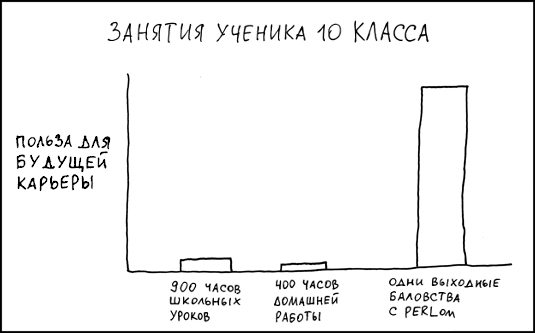 ЗАНЯТИЯ УЧЕНИКА 10 КЛАССА
ПОЛЬЗА ДЛЯ
БУДУЩЕЙ
КАРЬЕРЫ
900 ЧАСОВ
ШКОЛЬНЫХ
УРОКОВ
400 ЧАСОВ
ДОМАШНЕЙ
РАБОТЫ
ОДНИ ВЫХОДНЫЕ
БАЛОВСТВА
С PERLом